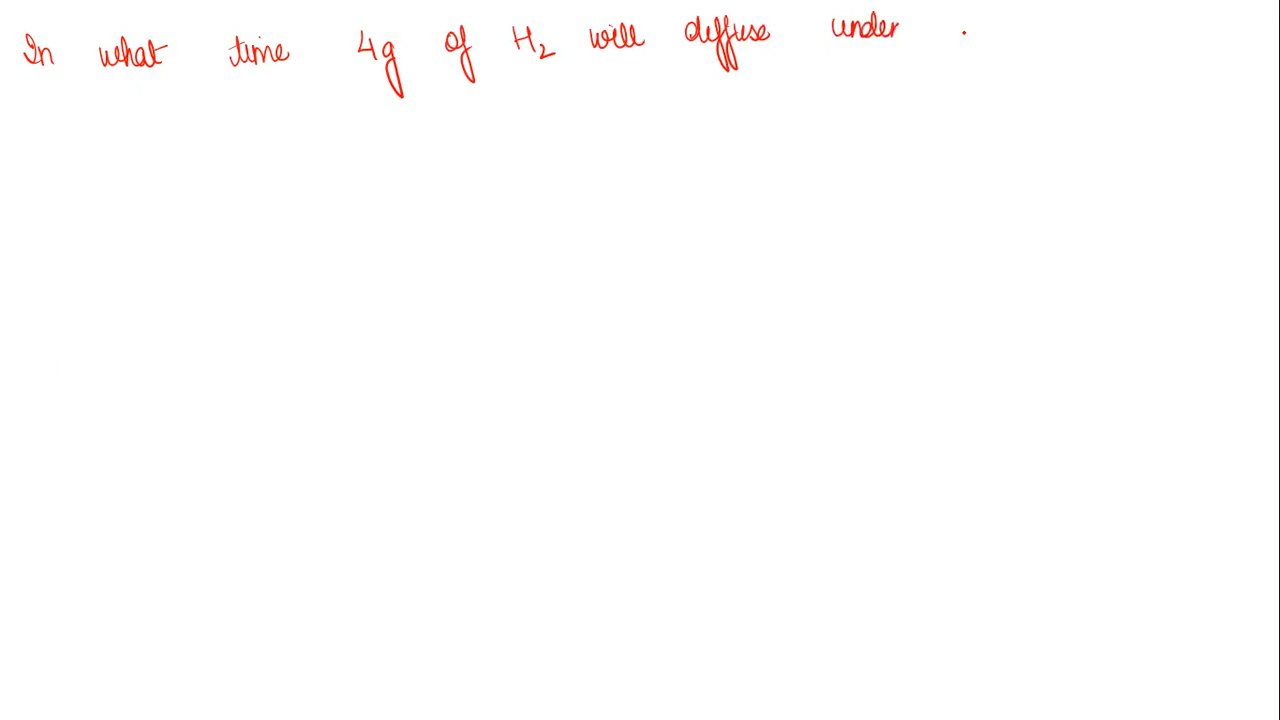 In what time 4g of H₂ will diffuse under .